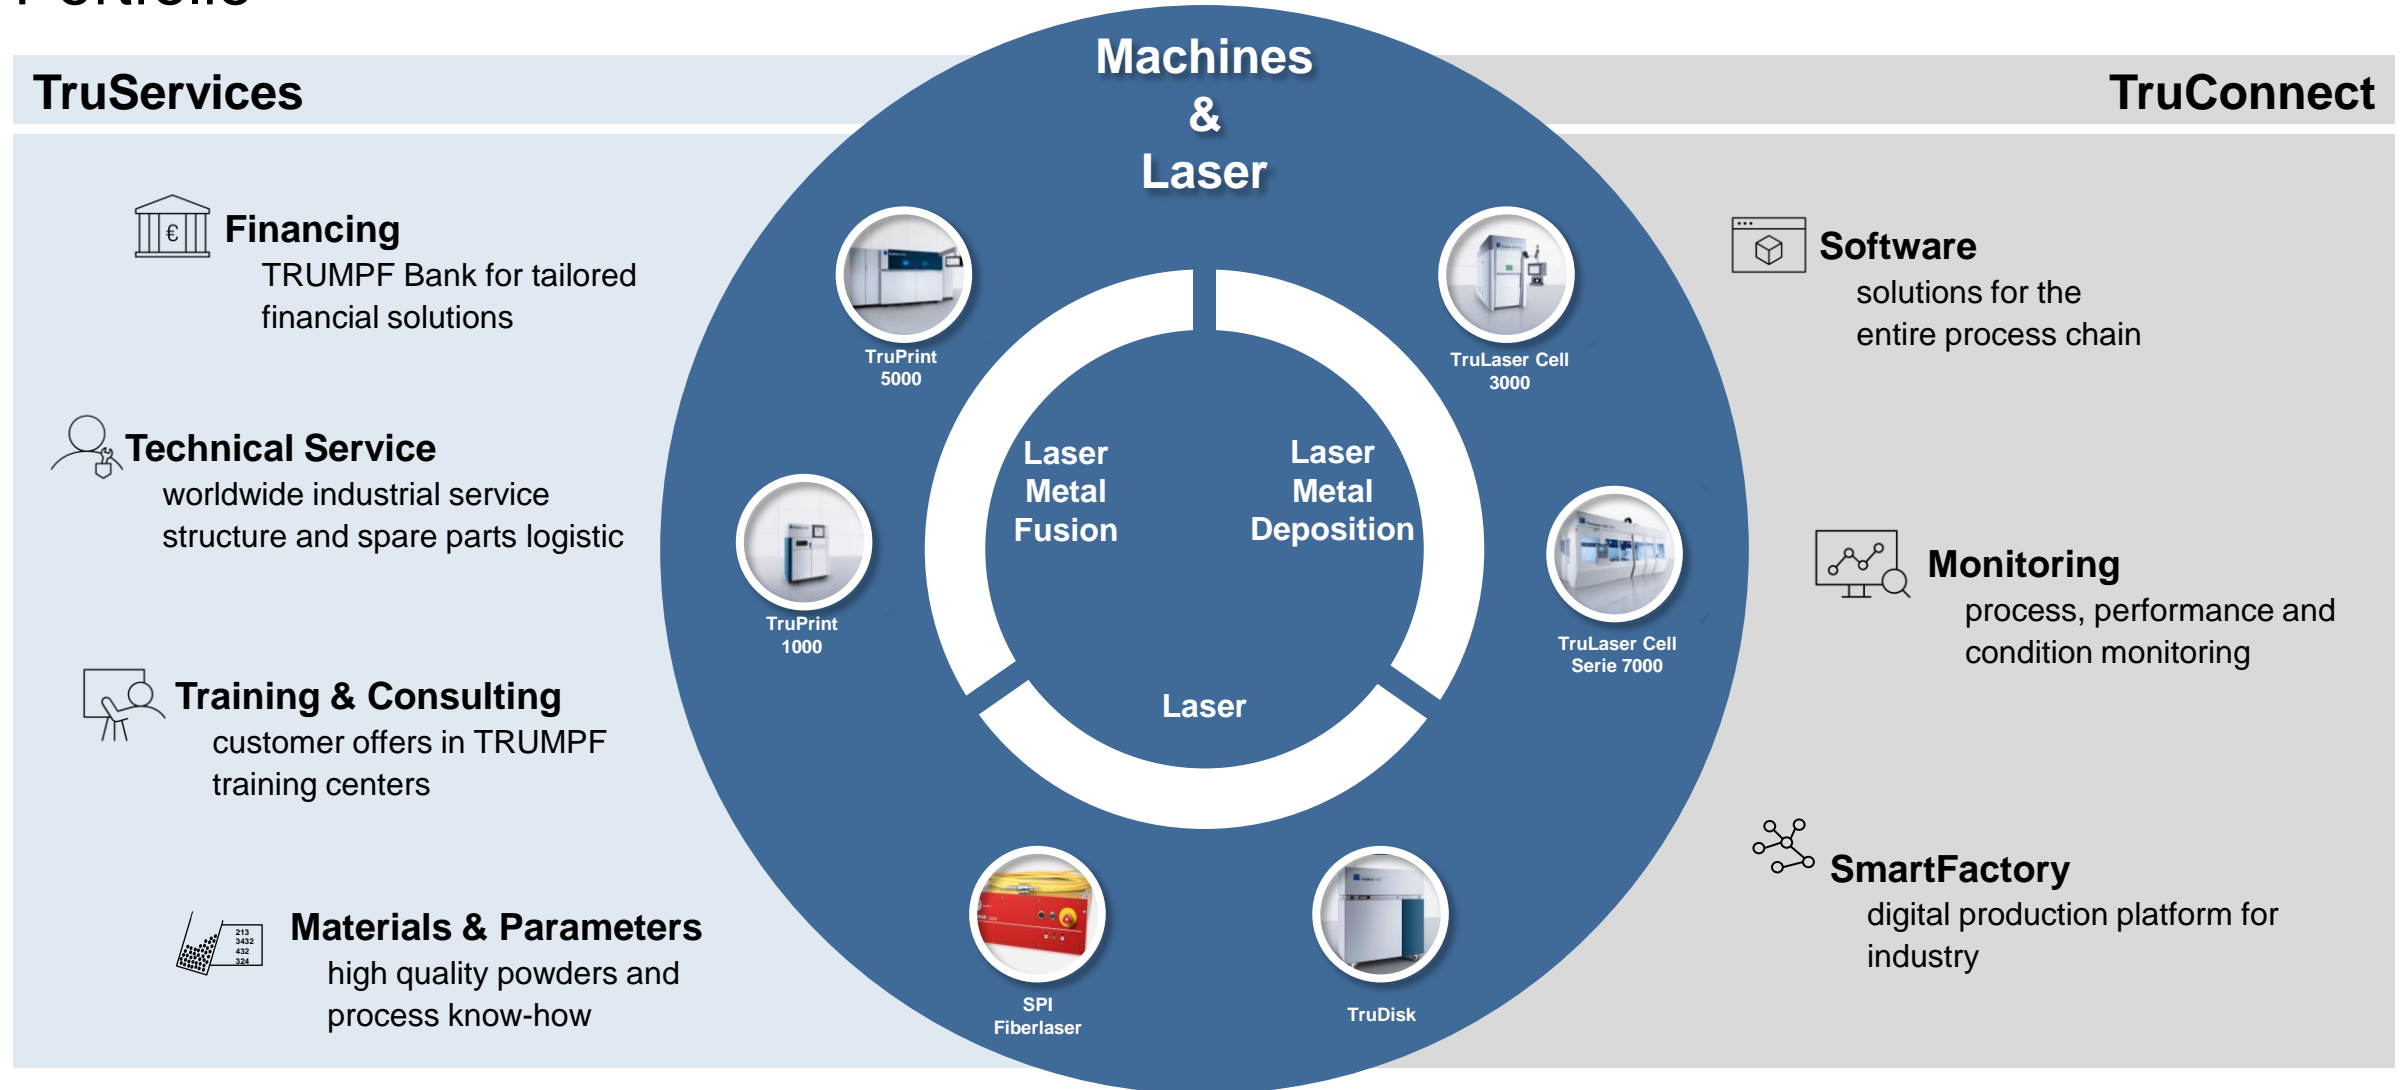 TruServices
Financing
TRUMPF Bank for tailored
financial solutions
Technical Service
worldwide industrial service
structure and spare parts logistic
Training & Consulting
customer offers in TRUMPF
training centers
213
3432
432
324
Materials & Parameters
high quality powders and
process know-how
Machines
&
Laser
TruPrint
5000
TruLaser Cell
3000
TruPrint
1000
TruLaser Cell
Serie 7000
Laser
Metal
Fusion
Laser
Metal
Deposition
Laser
SPI
Fiberlaser
TruDisk
TruConnect
Software
solutions for the
entire process chain
Monitoring
process, performance and
condition monitoring
SmartFactory
digital production platform for
industry